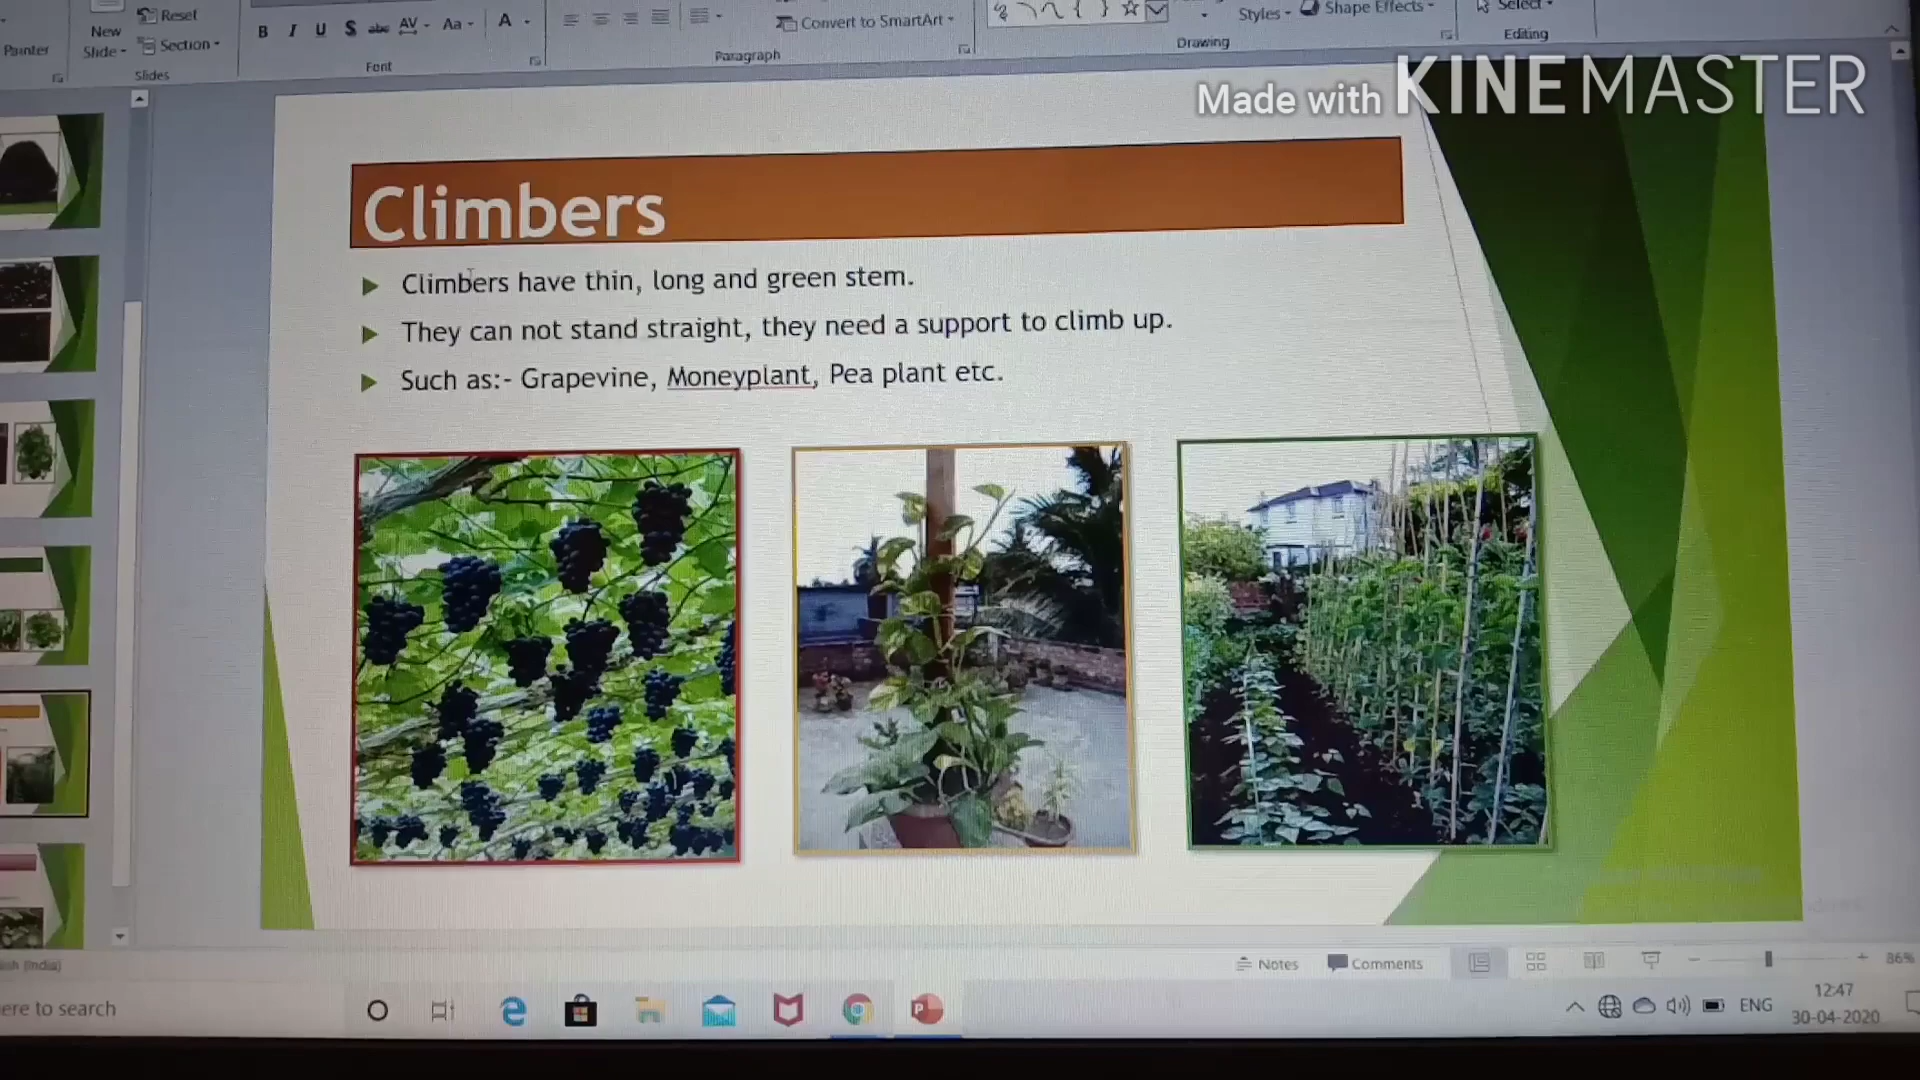 Reset
New
Slide
Section
Painter
Slides
B I U S abc AV Aa A
Font
Convert to SmartArt
Paragraph
Styles
Shape Effects
Drawing
Select
Editing
Made with KINEMASTER
Climbers
Climbers have thin, long and green stem.
They can not stand straight, they need a support to climb up.
Such as:- Grapevine, Moneyplant, Pea plant etc.
(India)
Notes
Comments
86%
ere to search
ENG
12:47
30-04-2020